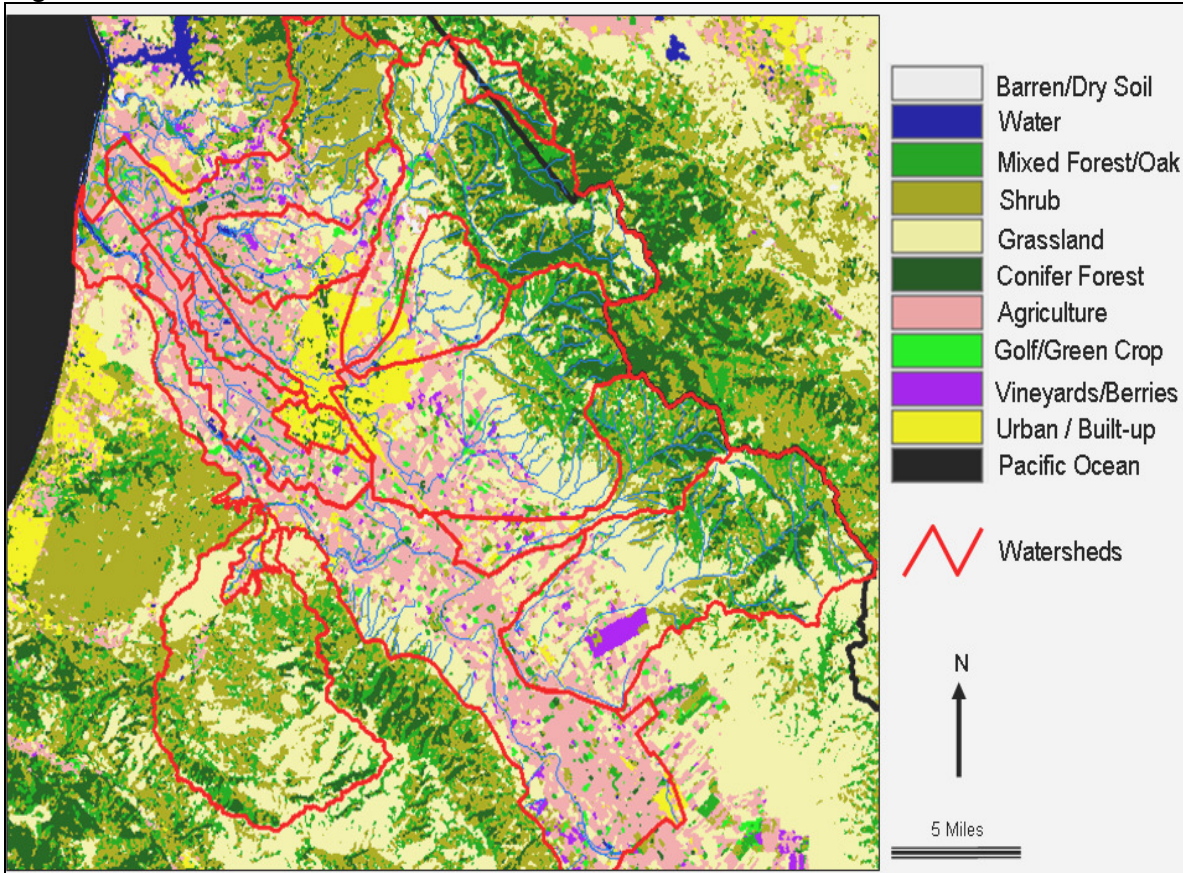 Barren/Dry Soil
Water
Mixed Forest/Oak
Shrub
Grassland
Conifer Forest
Agriculture
Golf/Green Crop
Vineyards/Berries
Urban / Built-up
Pacific Ocean
Watersheds
N
5 Miles